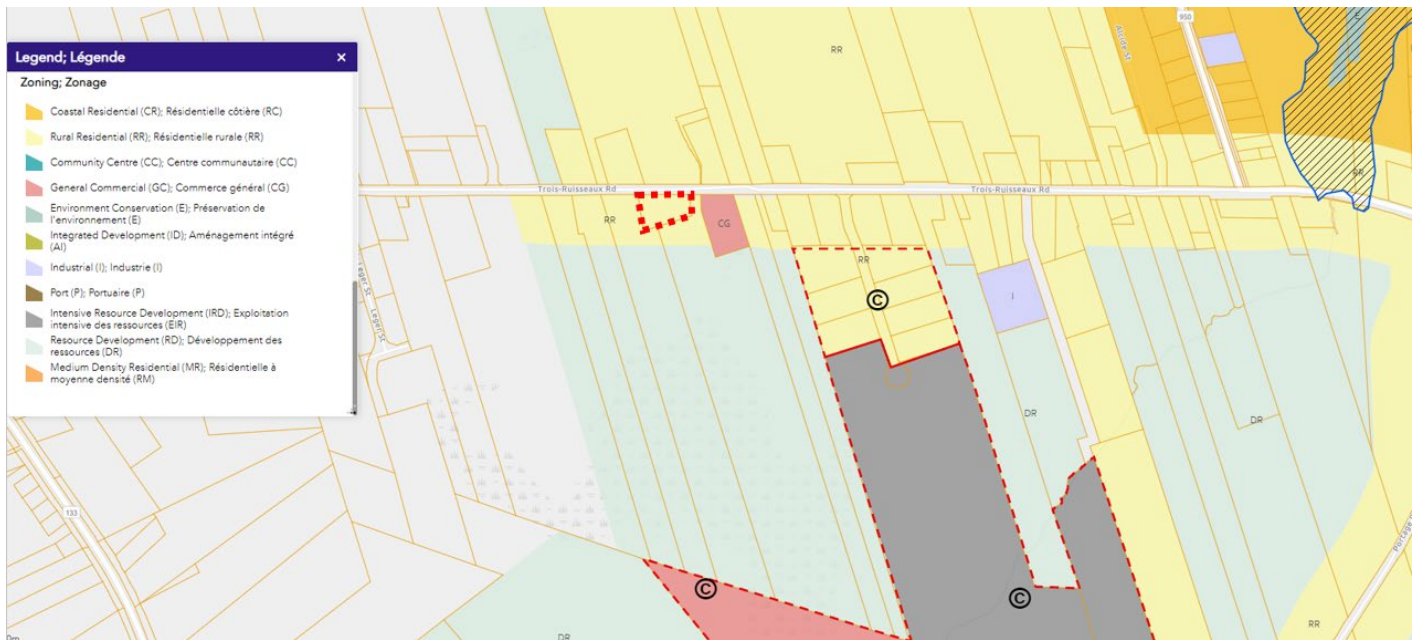 Legend; Légende
×
Zoning; Zonage
Coastal Residential (CR); Résidentielle côtière (RC)
Rural Residential (RR); Résidentielle rurale (RR)
Community Centre (CC); Centre communautaire (CC)
General Commercial (GC); Commerce général (CG)
Environment Conservation (E); Préservation de
l'environnement (E)
Integrated Development (ID); Aménagement intégré
(AI)
Industrial (I); Industrie (I)
Port (P); Portuaire (P)
Intensive Resource Development (IRD); Exploitation
intensive des ressources (EIR)
Resource Development (RD); Développement des
ressources (DR)
Medium Density Residential (MR); Résidentielle à
moyenne densité (RM)
950
E
RR
RR
Trois-Ruisseaux Rd
Trois-Ruisseaux Rd
RR
CG
RR
Leger St
Leger St
©
I
DR
DR
133
©
©
DR
RR